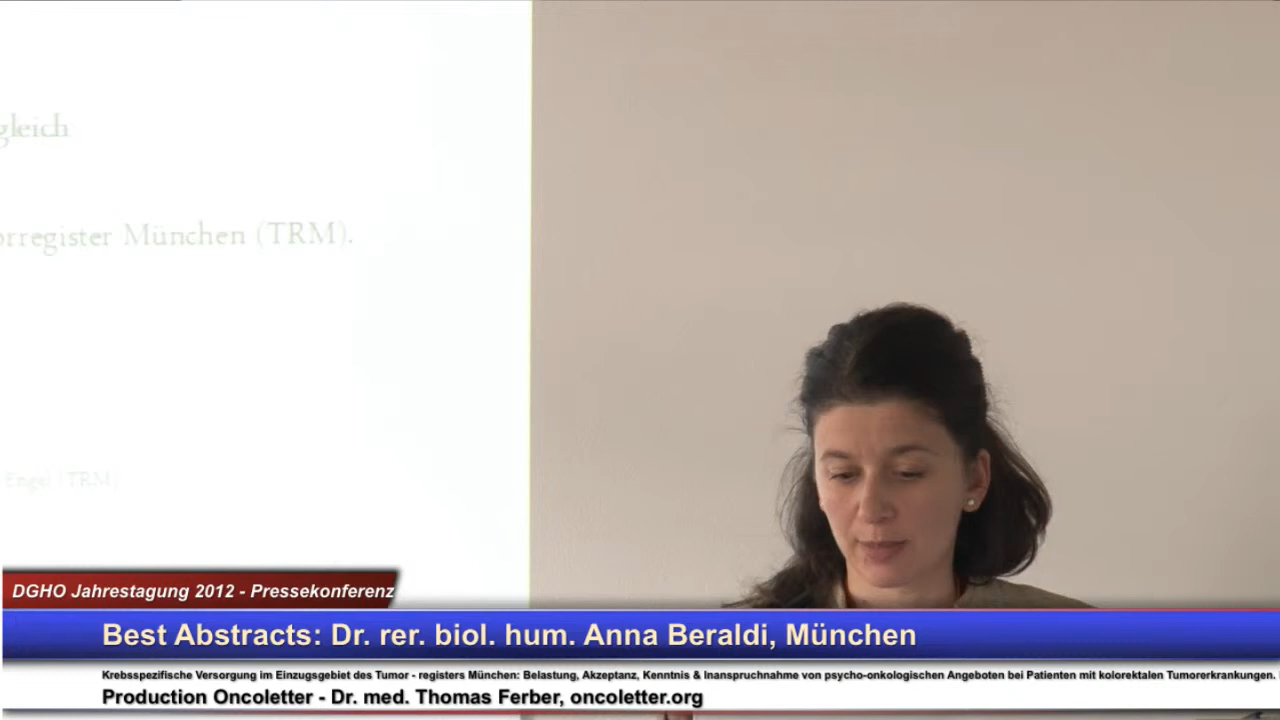 gleich
orregister München (TRM).
Engel (TRM)
DGHO Jahrestagung 2012 - Pressekonferenz
Best Abstracts: Dr. rer. biol. hum. Anna Beraldi, München
Krebsspezifische Versorgung im Einzugsgebiet des Tumor - registers München: Belastung, Akzeptanz, Kenntnis & Inanspruchnahme von psycho-onkologischen Angeboten bei Patienten mit kolorektalen Tumorerkrankungen.
Production Oncoletter - Dr. med. Thomas Ferber, oncoletter.org